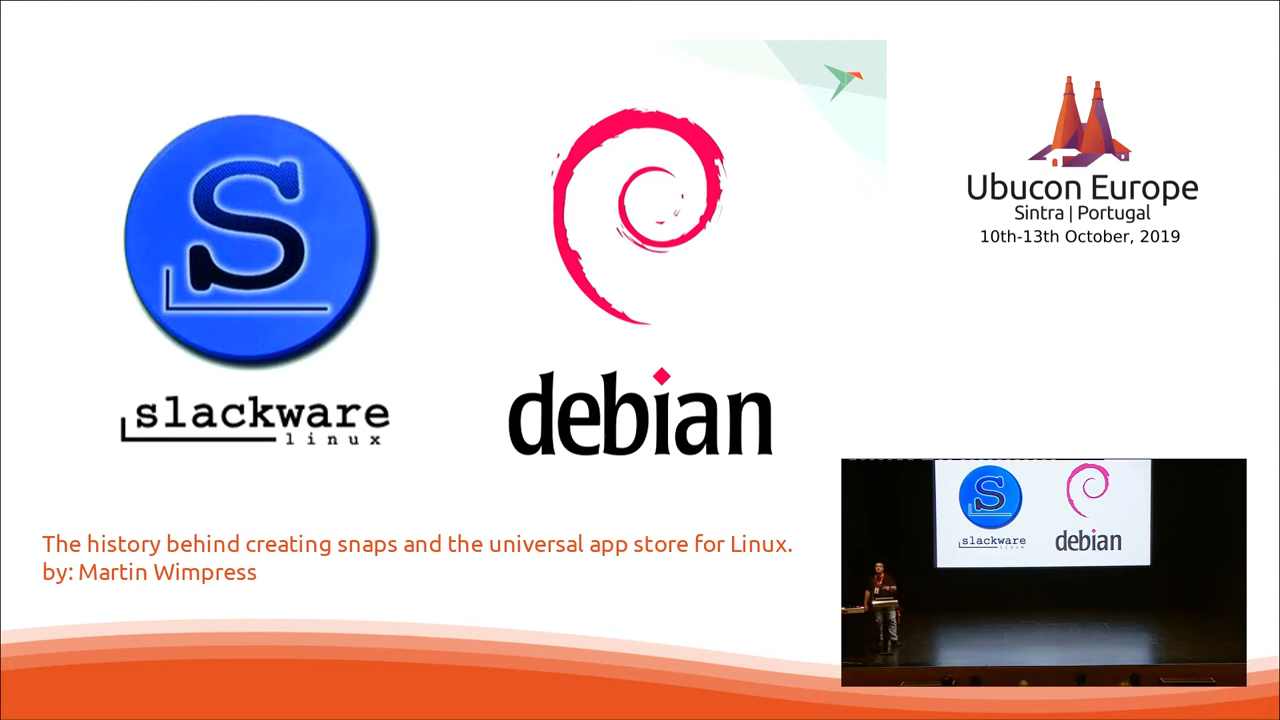 S
slackware
linux
debian
Ubucon Europe
Sintra | Portugal
10th-13th October, 2019
The history behind creating snaps and the universal app store for Linux.
by: Martin Wimpress
S
slackware
linux
debian